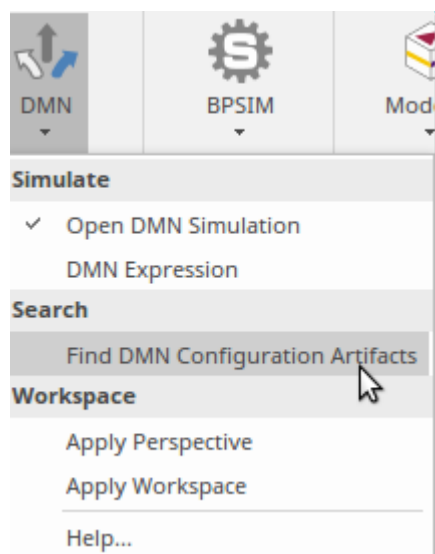 DMN
BPSIM
Mod
Simulate
Open DMN Simulation
DMN Expression
Search
Find DMN Configuration Artifacts
Workspace
Apply Perspective
Apply Workspace
Help...